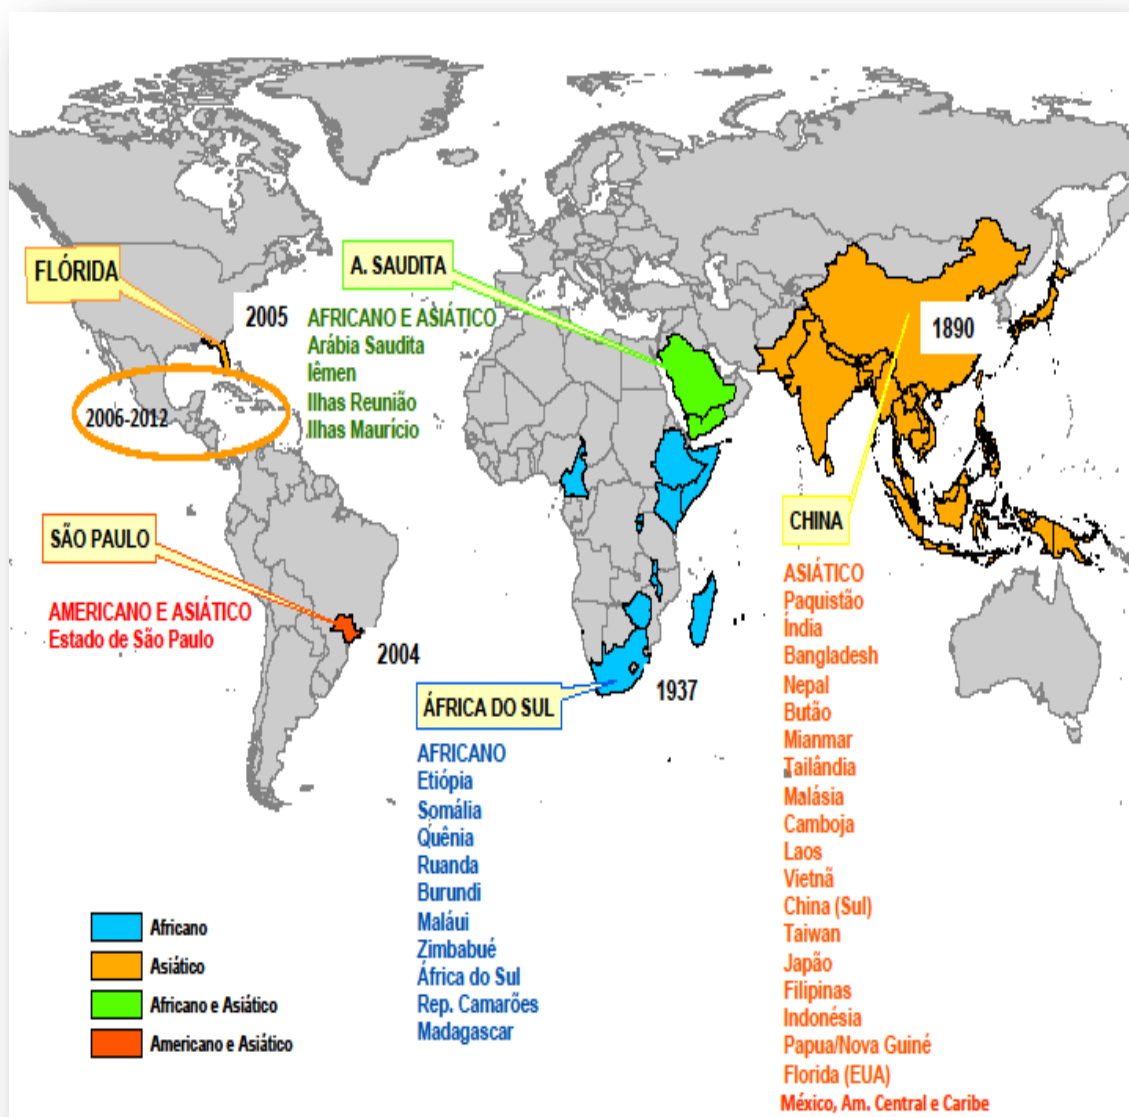 FLÓRIDA
A. SAUDITA
2005
AFRICANO E ASIÁTICO
Arábia Saudita
Iêmen
Ilhas Reunião
Ilhas Maurício
1890
2006-2012
SÃO PAULO
AMERICANO E ASIÁTICO
Estado de São Paulo
2004
1937
ÁFRICA DO SUL
AFRICANO
Etiópia
Somália
Quênia
Ruanda
Burundi
Maláui
Zimbabué
África do Sul
Rep. Camarões
Madagascar
CHINA
ASIÁTICO
Paquistão
Índia
Bangladesh
Nepal
Butão
Mianmar
Tailândia
Malásia
Camboja
Laos
Vietnã
China (Sul)
Taiwan
Japão
Filipinas
Indonésia
Papua/Nova Guiné
Florida (EUA)
México, Am. Central e Caribe
Africano
Asiático
Africano e Asiático
Americano e Asiático